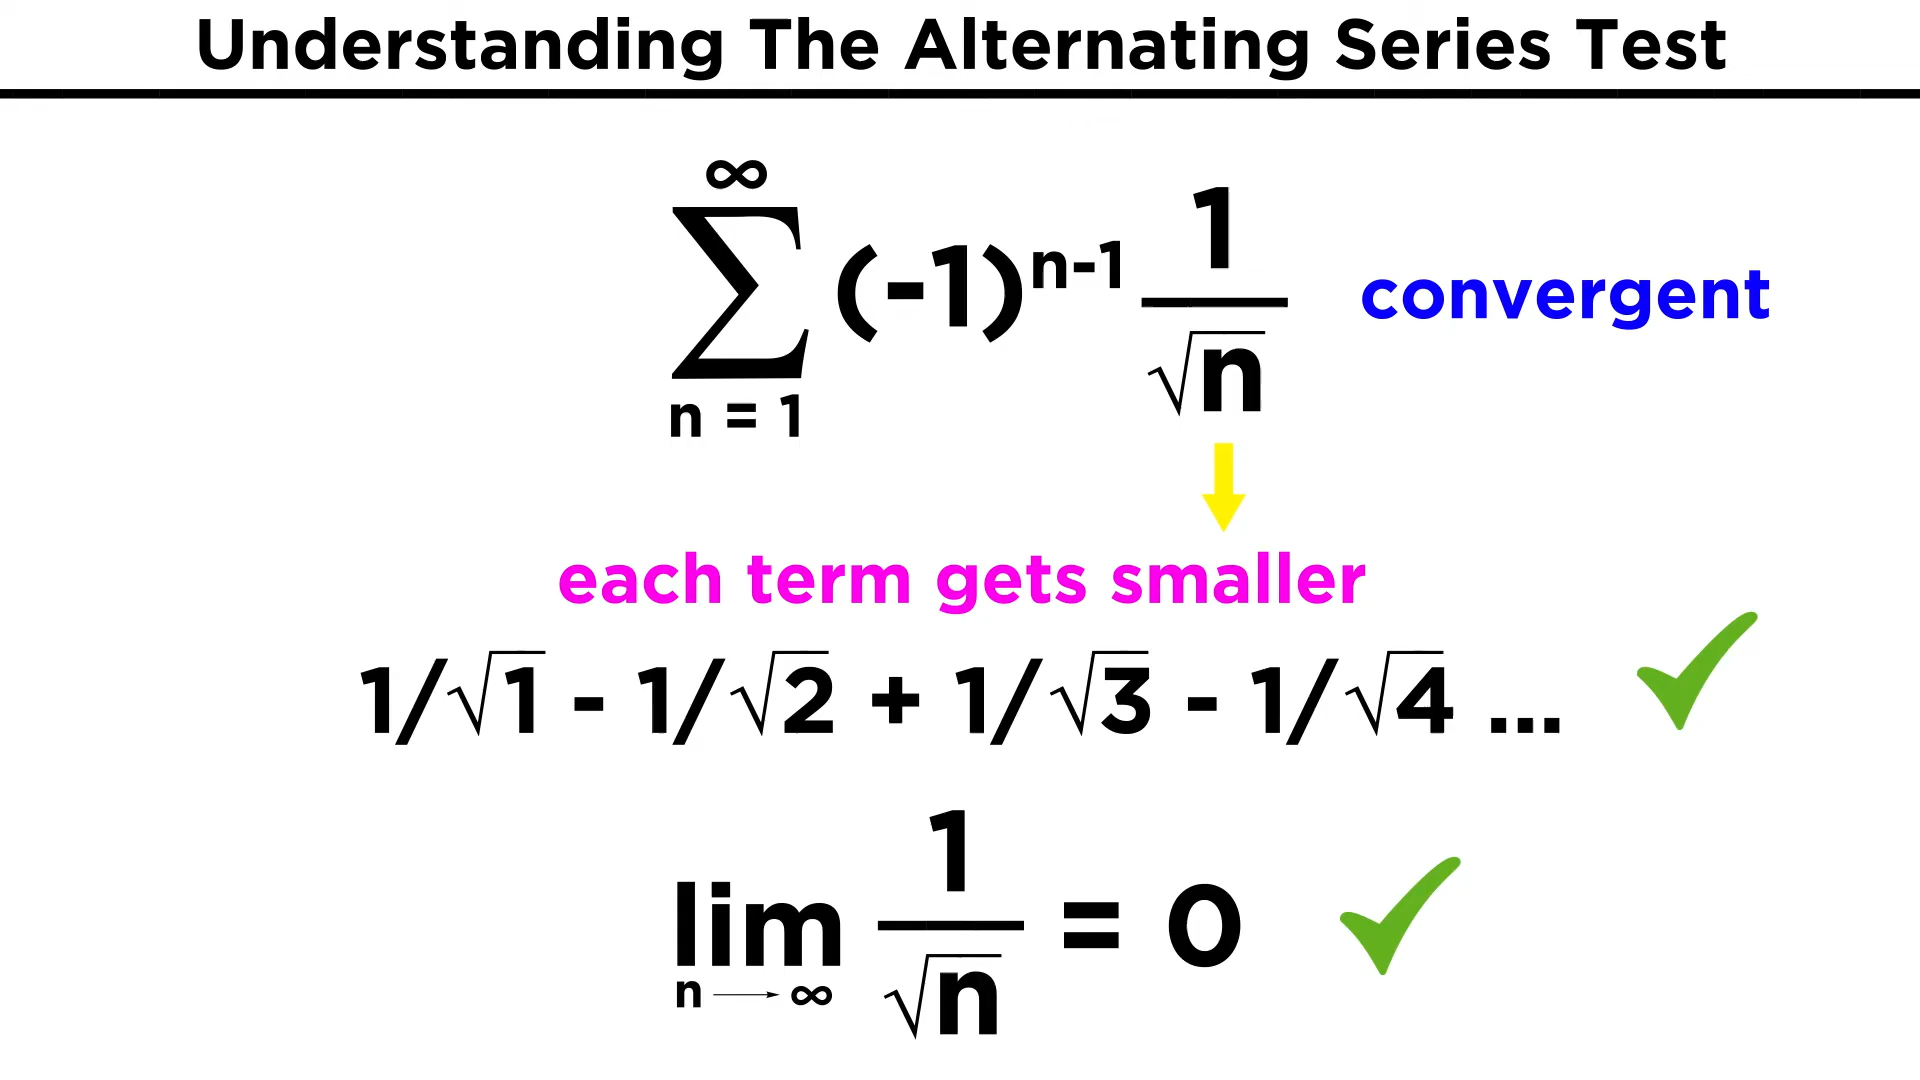 Understanding The Alternating Series Test
∞
∑ (-1)ⁿ⁻¹ 1/√n convergent
n = 1
each term gets smaller
1/√1 - 1/√2 + 1/√3 - 1/√4 ...
lim 1/√n = 0
n → ∞